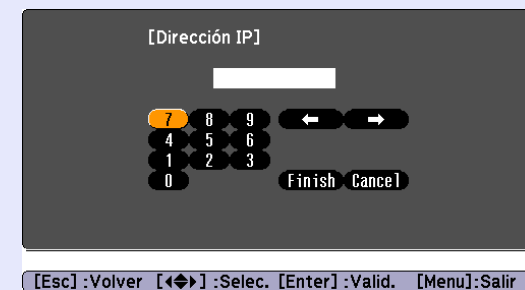 [Dirección IP]
7 8 9 ← →
4 5 6
1 2 3
0 Finish Cancel
[Esc] :Volver [◀◆▶] :Selec. [Enter] :Valid. [Menu]:Salir